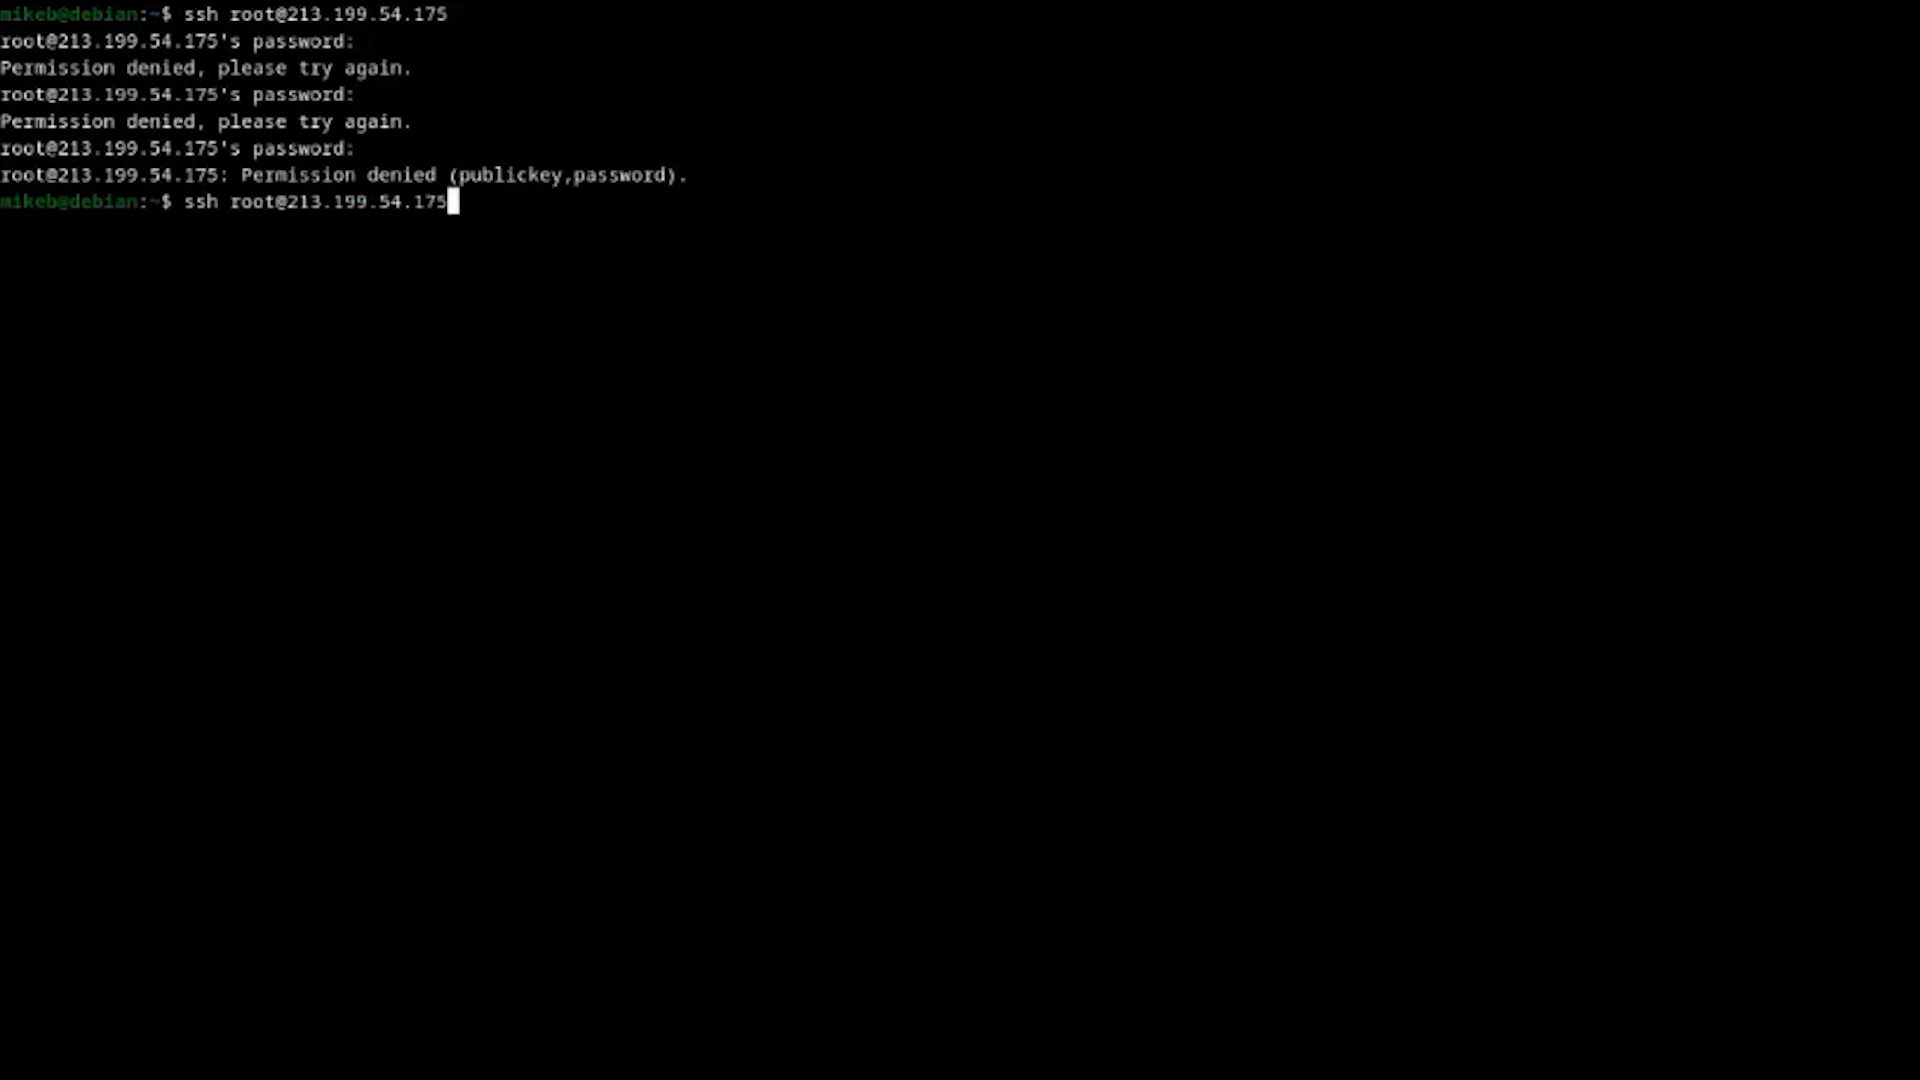 mikeb@debian:~$ ssh root@213.199.54.175
root@213.199.54.175's password:
Permission denied, please try again.
root@213.199.54.175's password:
Permission denied, please try again.
root@213.199.54.175's password:
root@213.199.54.175: Permission denied (publickey,password).
mikeb@debian:~$ ssh root@213.199.54.175